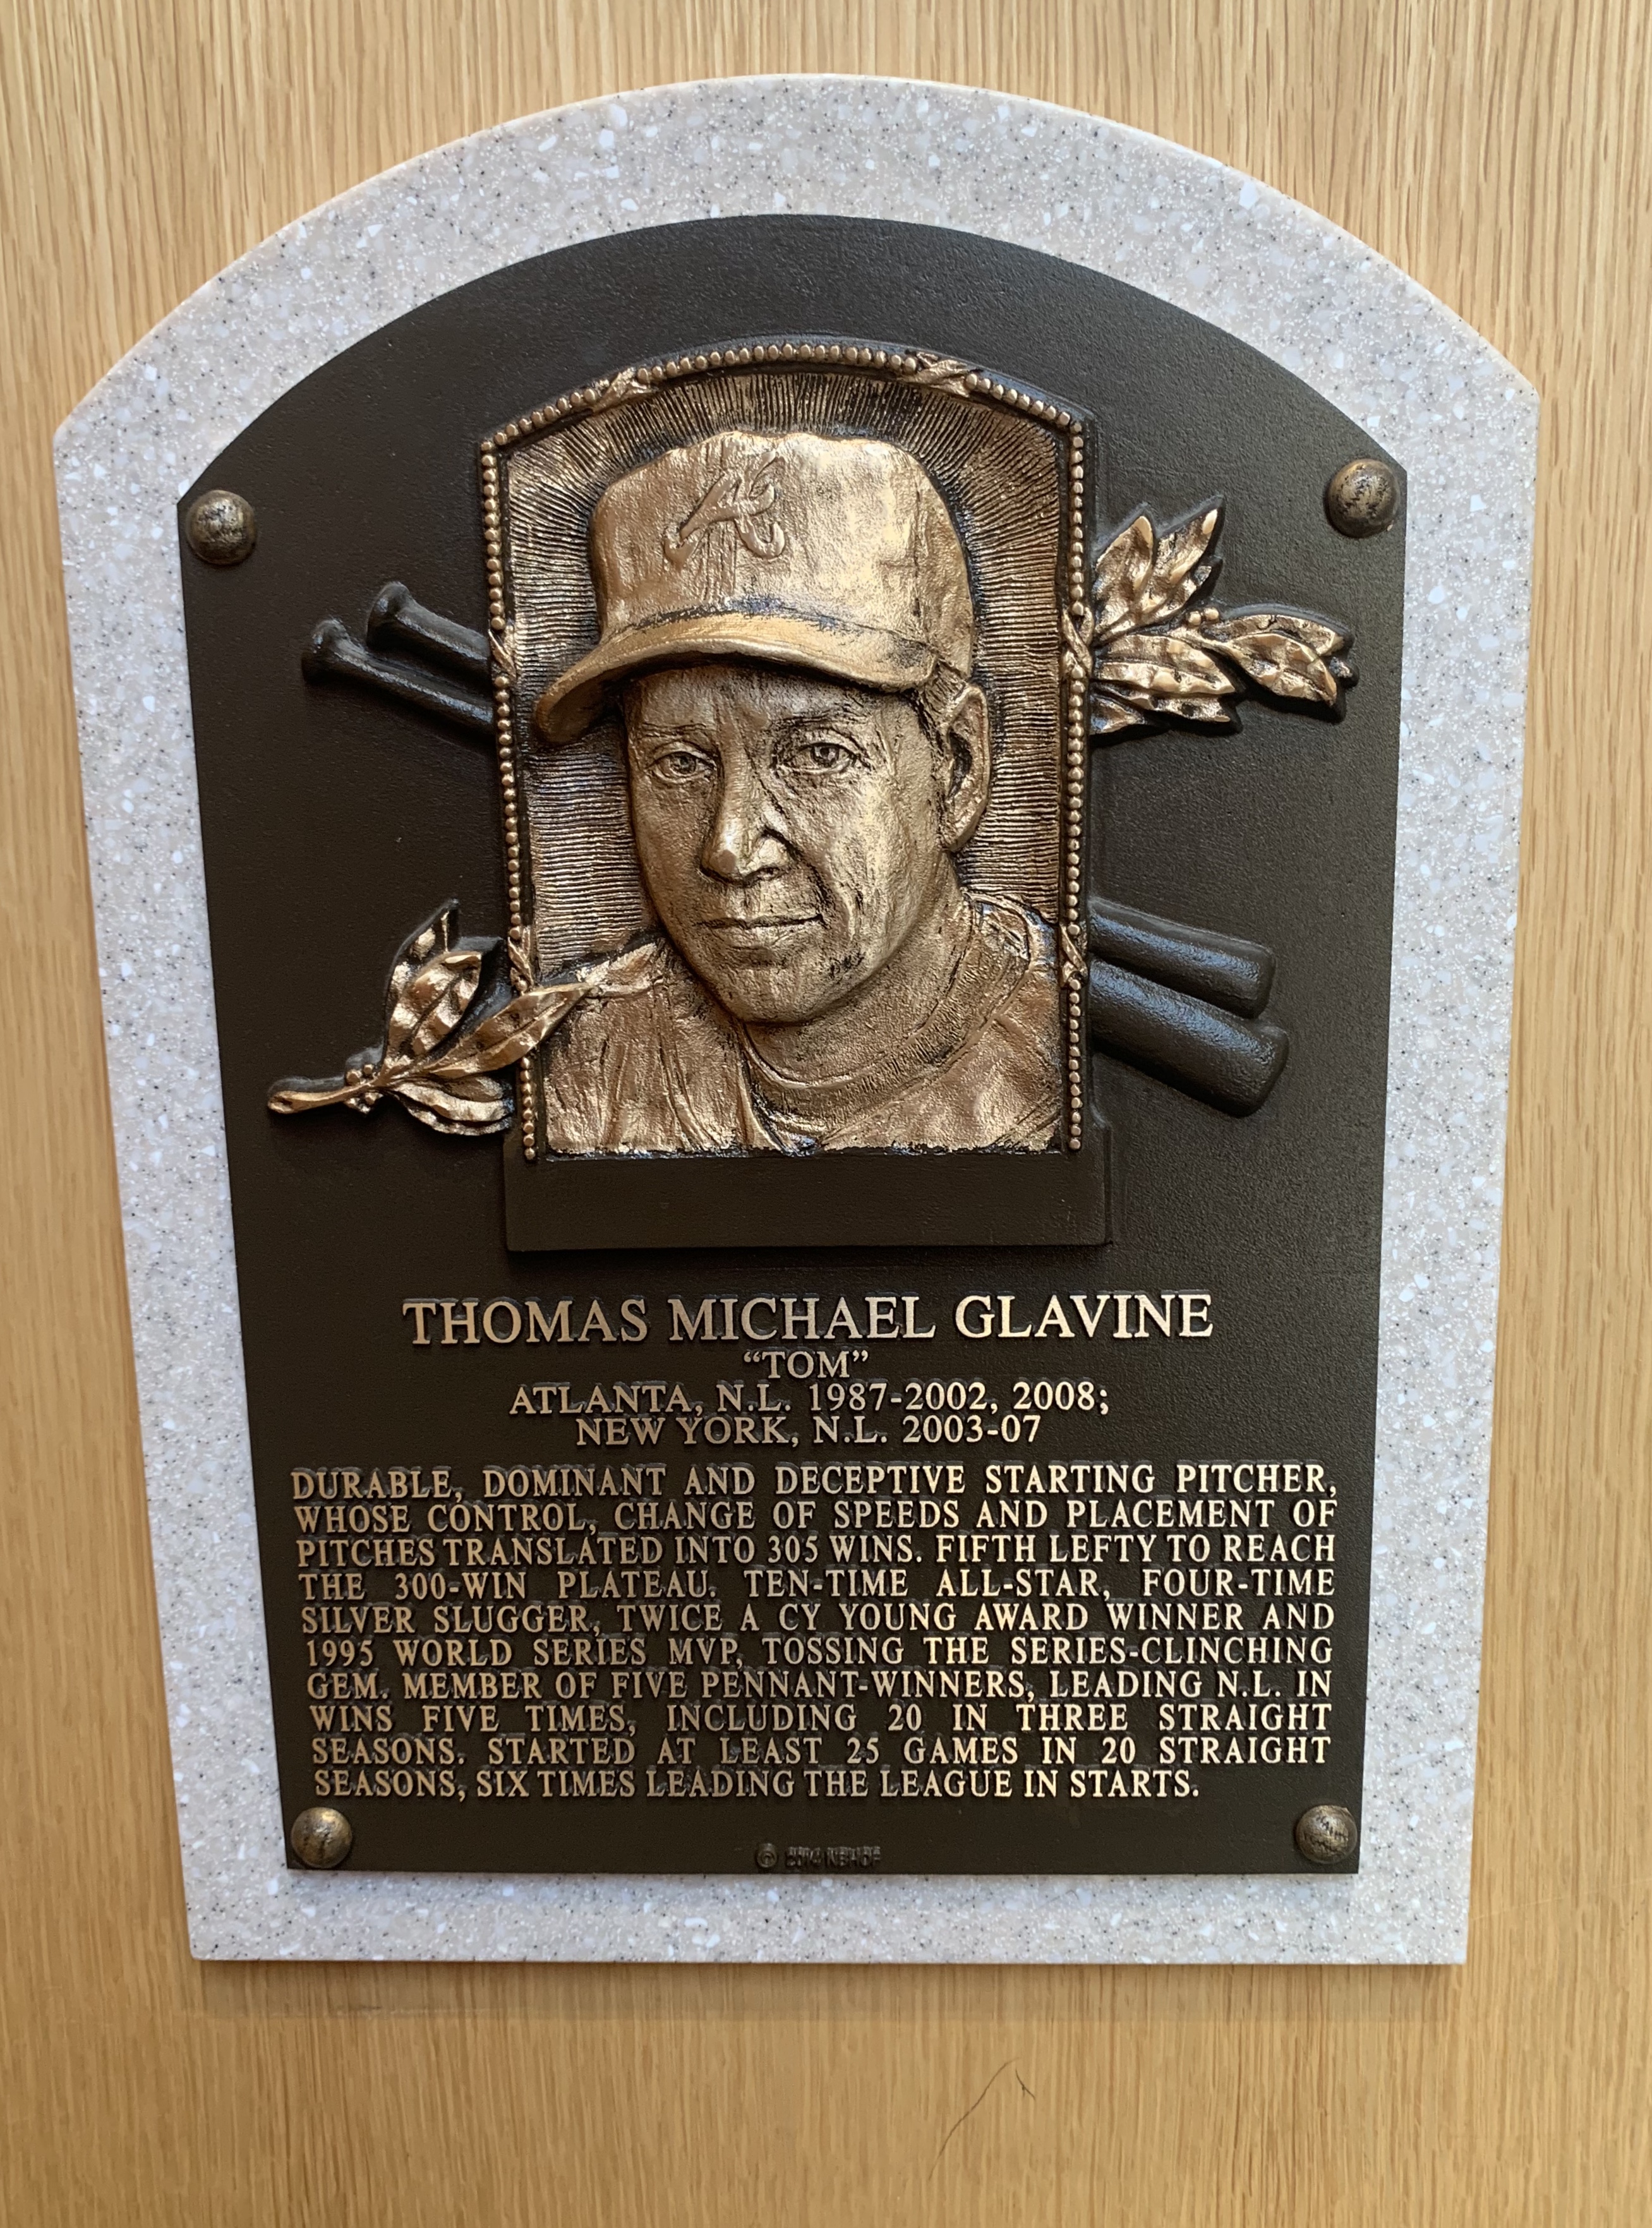 A
THOMAS MICHAEL GLAVINE
“TOM”
ATLANTA, N.L. 1987-2002, 2008;
NEW YORK, N.L. 2003-07
DURABLE, DOMINANT AND DECEPTIVE STARTING PITCHER,
WHOSE CONTROL, CHANGE OF SPEEDS AND PLACEMENT OF
PITCHES TRANSLATED INTO 305 WINS. FIFTH LEFTY TO REACH
THE 300-WIN PLATEAU. TEN-TIME ALL-STAR, FOUR-TIME
SILVER SLUGGER, TWICE A CY YOUNG AWARD WINNER AND
1995 WORLD SERIES MVP, TOSSING THE SERIES-CLINCHING
GEM. MEMBER OF FIVE PENNANT-WINNERS, LEADING N.L. IN
WINS FIVE TIMES, INCLUDING 20 IN THREE STRAIGHT
SEASONS. STARTED AT LEAST 25 GAMES IN 20 STRAIGHT
SEASONS, SIX TIMES LEADING THE LEAGUE IN STARTS.
© 2014 NBHOF